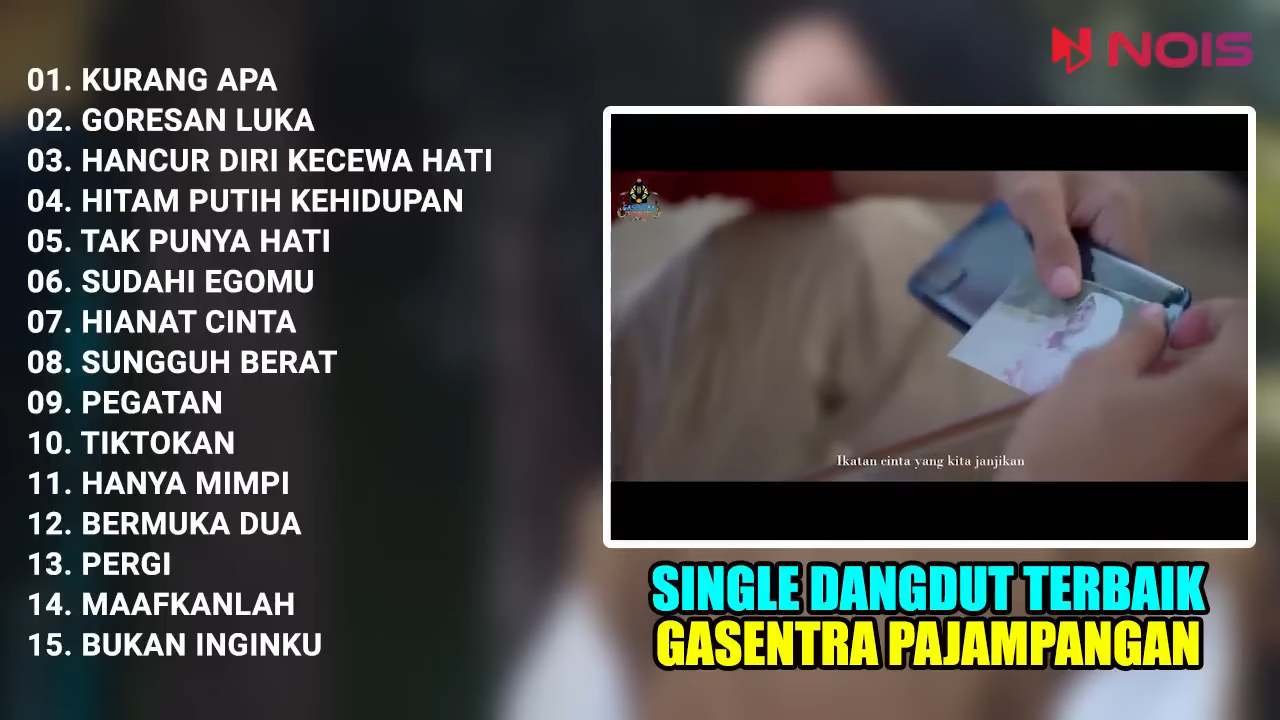 NOIS
01. KURANG APA
02. GORESAN LUKA
03. HANCUR DIRI KECEWA HATI
04. HITAM PUTIH KEHIDUPAN
05. TAK PUNYA HATI
06. SUDAHI EGOMU
07. HIANAT CINTA
08. SUNGGUH BERAT
09. PEGATAN
10. TIKTOKAN
11. HANYA MIMPI
12. BERMUKA DUA
13. PERGI
14. MAAFKANLAH
15. BUKAN INGINKU
Ikatan cinta yang kita janjikan
SINGLE DANGDUT TERBAIK
GASENTRA PAJAMPANGAN